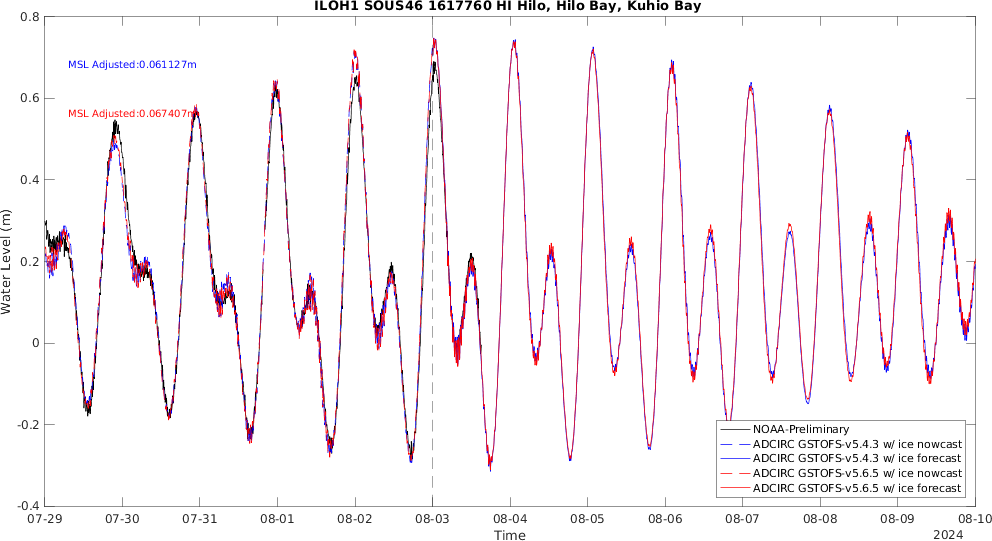 ILOH1 SOUS46 1617760 HI Hilo, Hilo Bay, Kuhio Bay
0.8
MSL Adjusted:0.061127m
0.6
MSL Adjusted:0.067407m
0.4
0.2
0
-0.2
-0.4
Water Level (m)
NOAA-Preliminary
ADCIRC GSTOFS-v5.4.3 w/ ice nowcast
ADCIRC GSTOFS-v5.4.3 w/ ice forecast
ADCIRC GSTOFS-v5.6.5 w/ ice nowcast
ADCIRC GSTOFS-v5.6.5 w/ ice forecast
07-29 07-30 07-31 08-01 08-02 08-03 08-04 08-05 08-06 08-07 08-08 08-09 08-10
Time
2024